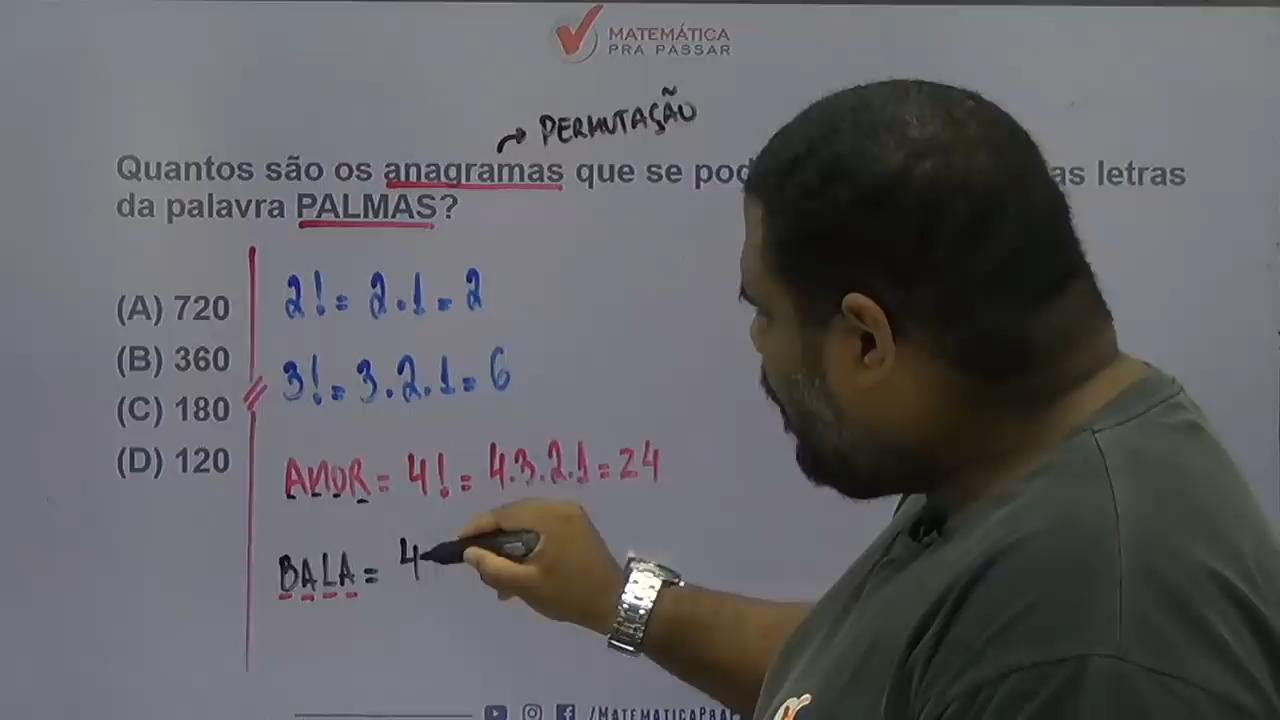 MATEMÁTICA
PRA PASSAR
PERMUTAÇÃO
Quantos são os anagramas que se pod as letras
da palavra PALMAS?
(A) 720
(B) 360
(C) 180
(D) 120
2! = 2.1 = 2
3! = 3.2.1 = 6
AMOR = 4! = 4.3.2.1 = 24
BALA = 4
/MATEMATICAPRA